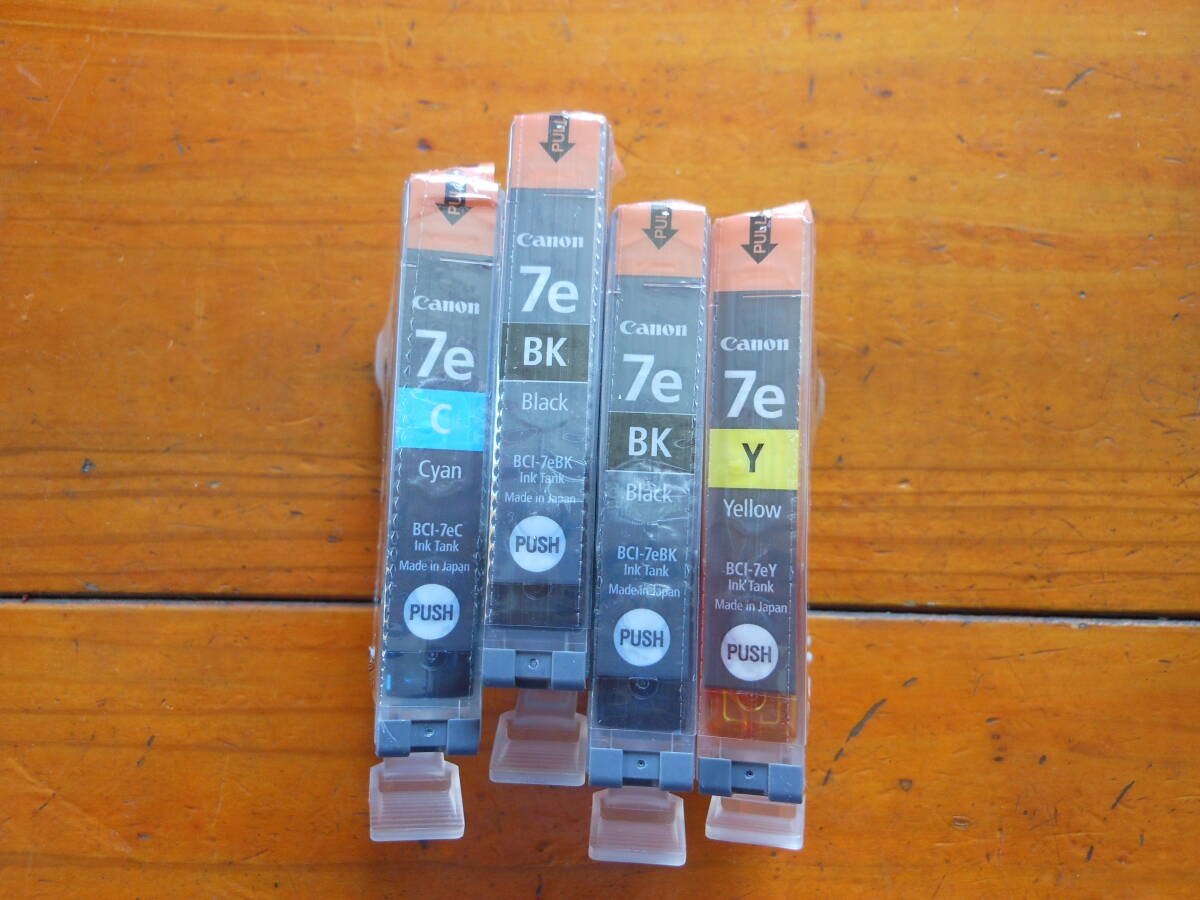 PULL
Canon
7e
C
Cyan
BCI-7eC
Ink Tank
Made in Japan
PUSH
PULL
Canon
7e
BK
Black
BCI-7eBK
Ink Tank
Made in Japan
PUSH
PULL
Canon
7e
BK
Black
BCI-7eBK
Ink Tank
Made in Japan
PUSH
PULL
Canon
7e
Y
Yellow
BCI-7eY
Ink Tank
Made in Japan
PUSH